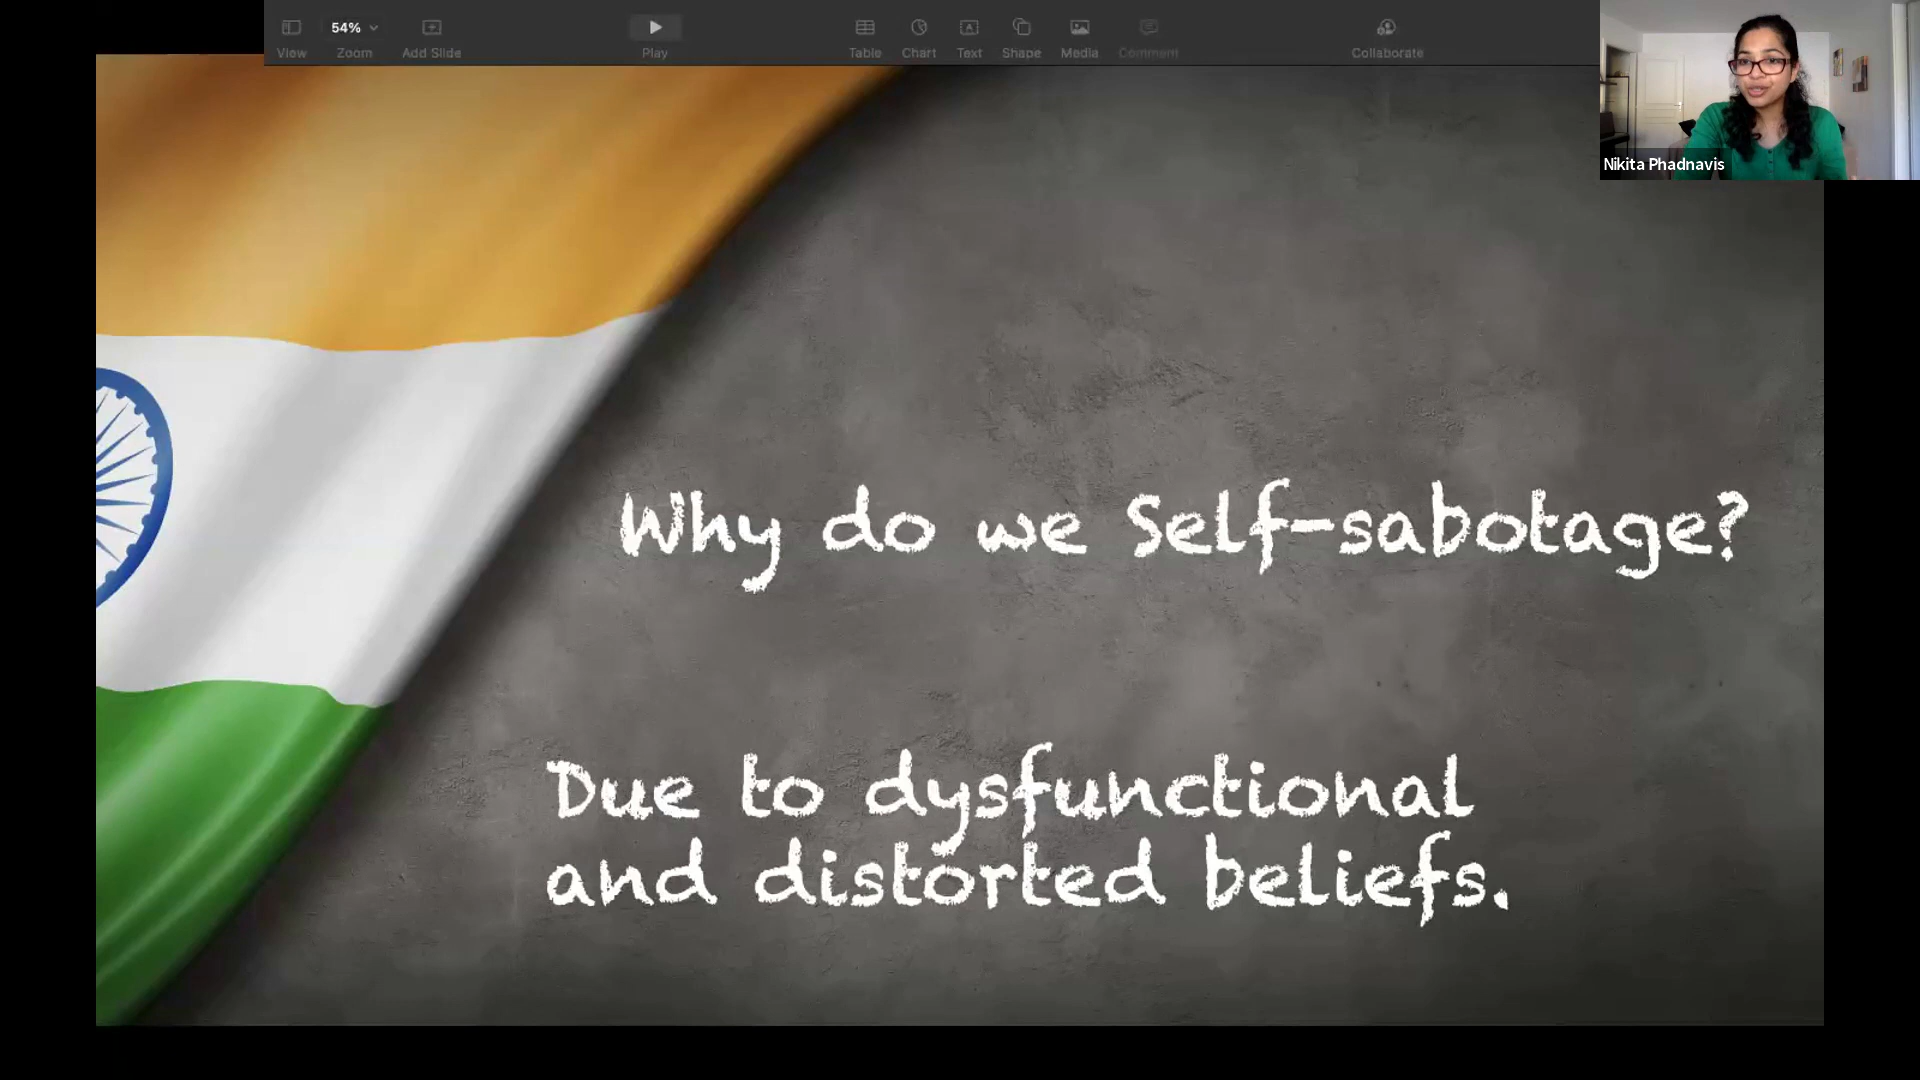 54%
View
Zoom
Add Slide
Play
Table
Chart
Text
Shape
Media
Comment
Collaborate
Nikita Phadnavis
Why do we Self-sabotage?
Due to dysfunctional
and distorted beliefs.